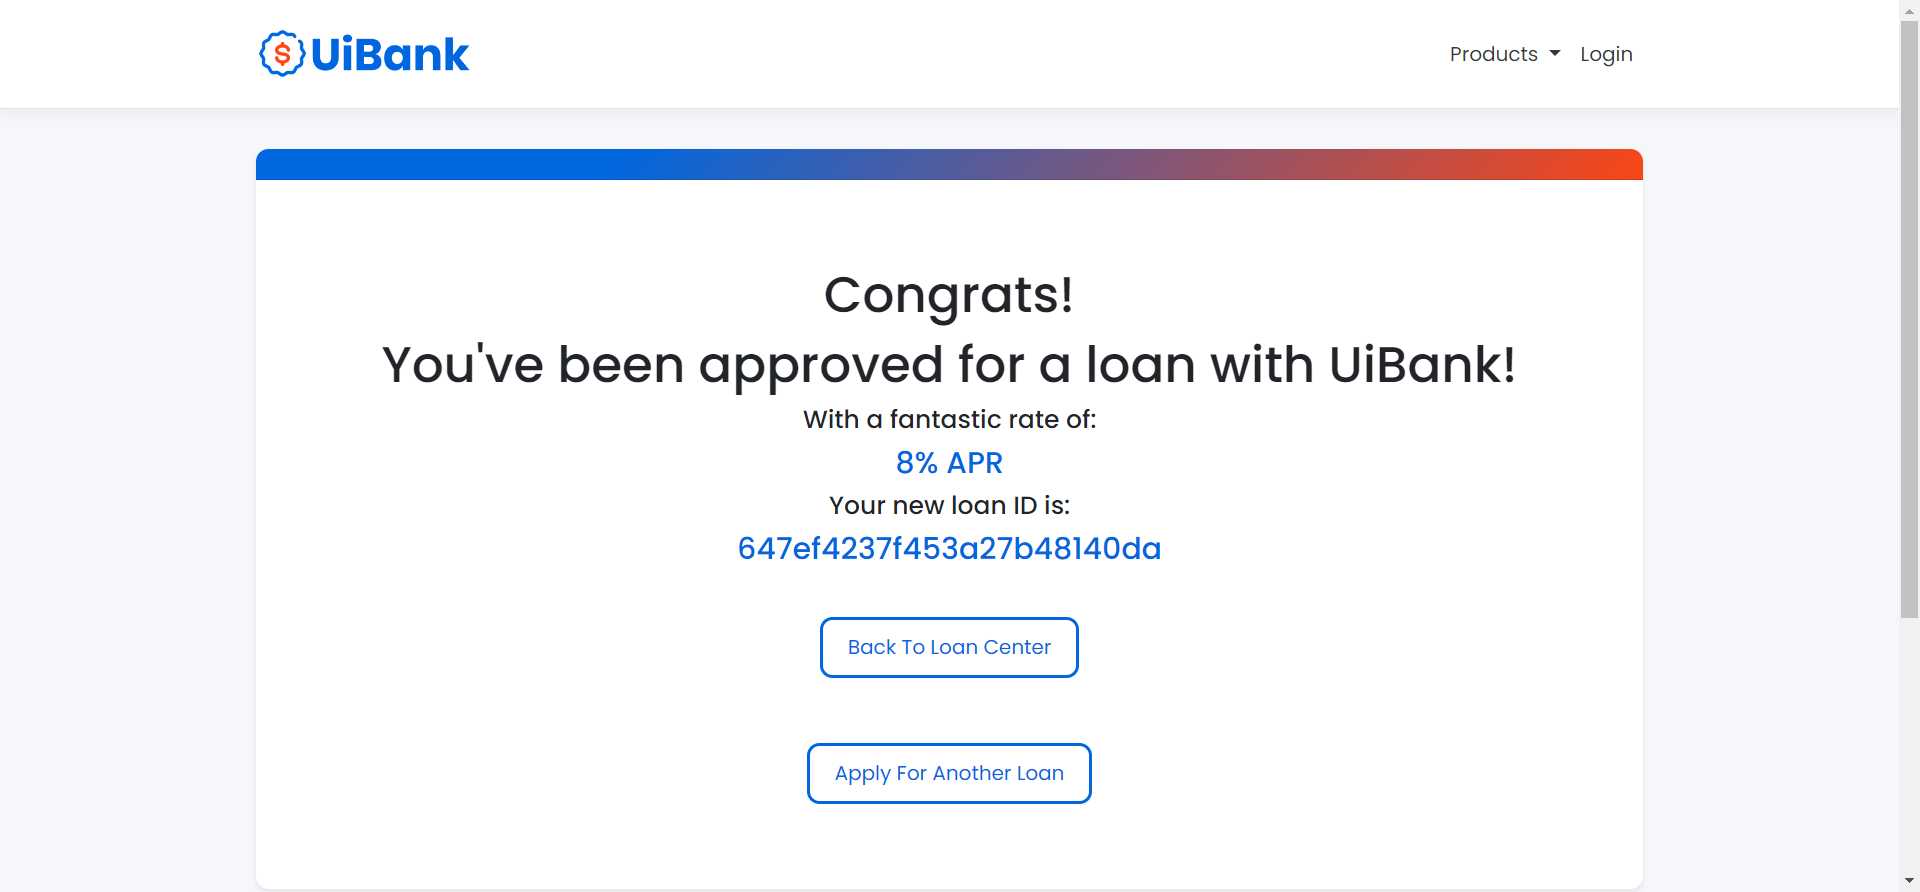 UiBank
Products Login
Congrats!
You've been approved for a loan with UiBank!
With a fantastic rate of:
8% APR
Your new loan ID is:
647ef4237f453a27b48140da
Back To Loan Center
Apply For Another Loan